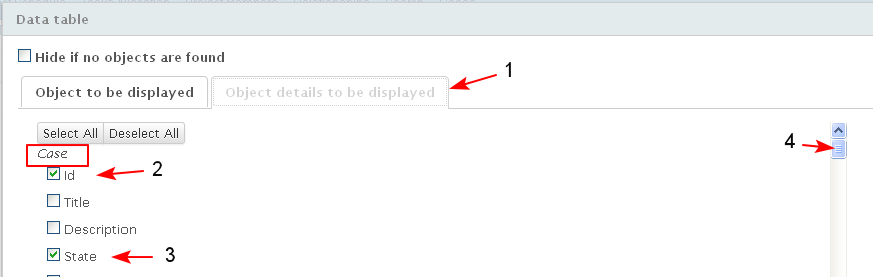 Data table
Hide if no objects are found
1
Object to be displayed
Object details to be displayed
Select All
Deselect All
4
Case
2
Id
Title
Description
State
3